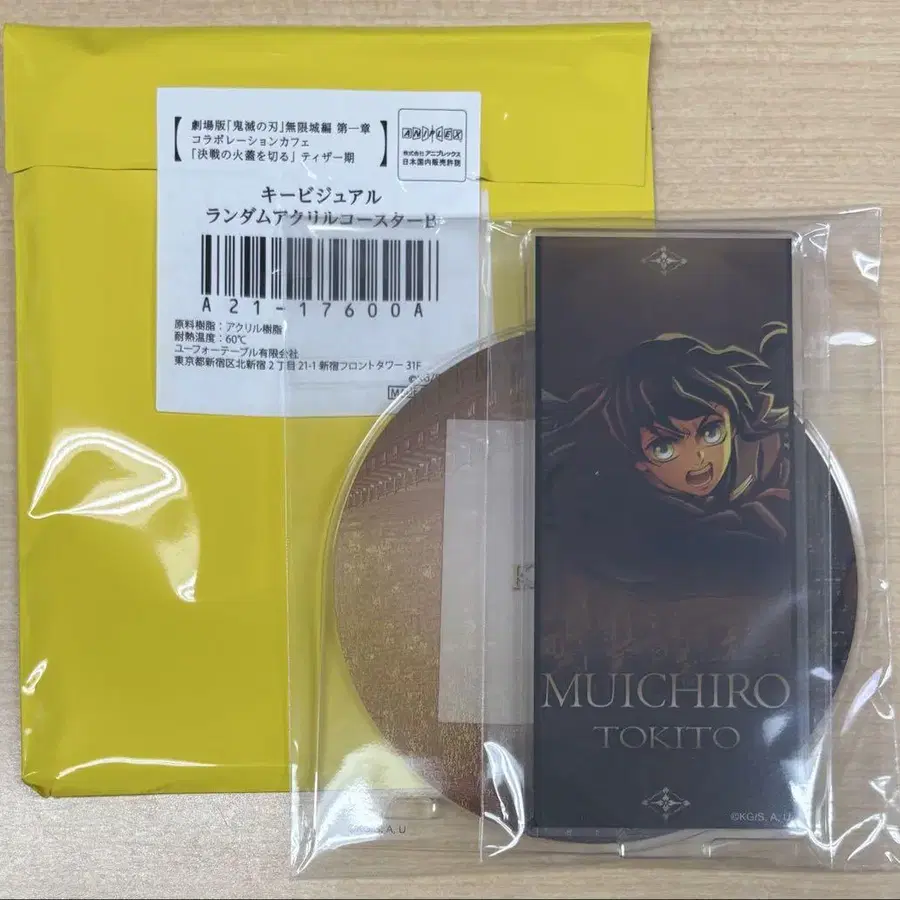 劇場版「鬼滅の刃」無限城編 第一章
コラボレーションカフェ
「決戦の火蓋を切る」ティザー期
ANIPLEX
株式会社 アニプレックス
日本国内販売許諾
キービジュアル
ランダムアクリルコースターB
A21-17600A
原料樹脂:アクリル樹脂
耐熱温度:60℃
ユーフォーテーブル有限会社
東京都新宿区北新宿2丁目21-1 新宿フロントタワー 31F
MUICHIRO
TOKITO
©KG/S, A, U
©KG/S, A, U